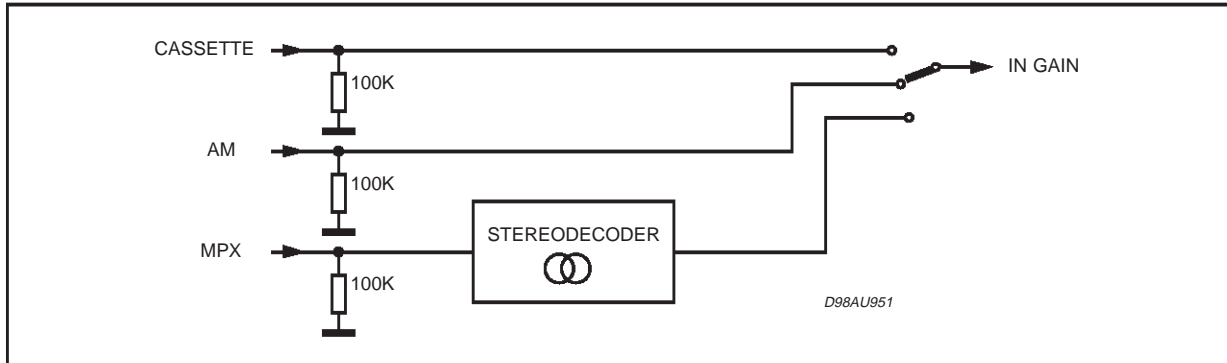 CASSETTE
IN GAIN
100K
AM
100K
STEREODECODER
MPX
100K
D98AU951